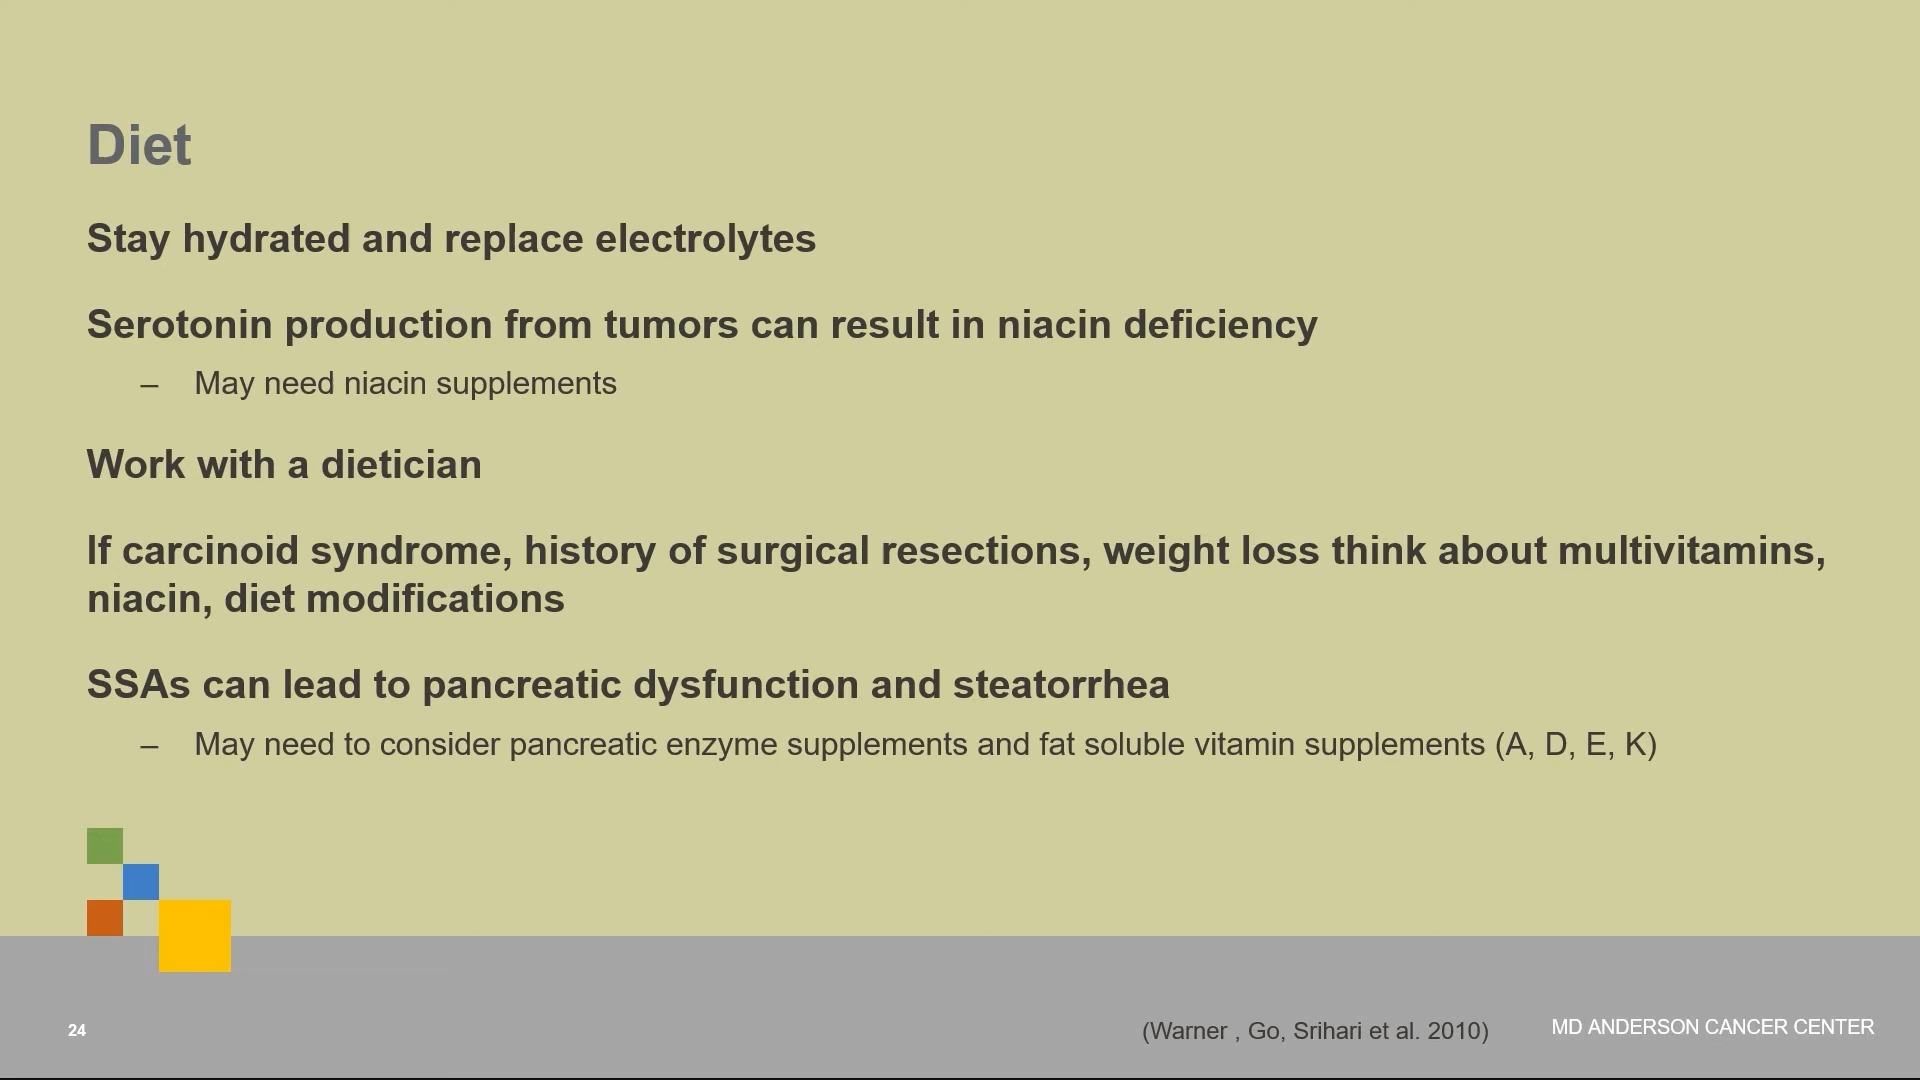 Diet
Stay hydrated and replace electrolytes
Serotonin production from tumors can result in niacin deficiency
– May need niacin supplements
Work with a dietician
If carcinoid syndrome, history of surgical resections, weight loss think about multivitamins,
niacin, diet modifications
SSAs can lead to pancreatic dysfunction and steatorrhea
– May need to consider pancreatic enzyme supplements and fat soluble vitamin supplements (A, D, E, K)
24
(Warner , Go, Srihari et al. 2010)
MD ANDERSON CANCER CENTER